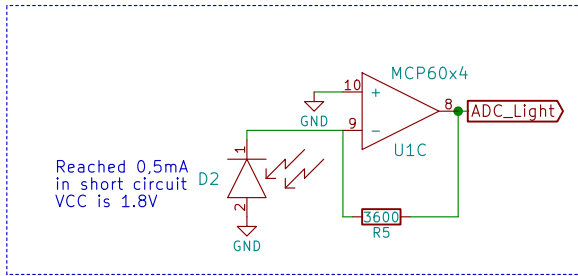 MCP60x4
10
+
8
ADC_Light
GND
9
−
U1C
1
Reached 0,5mA
in short circuit
VCC is 1.8V
D2
2
3600
R5
GND